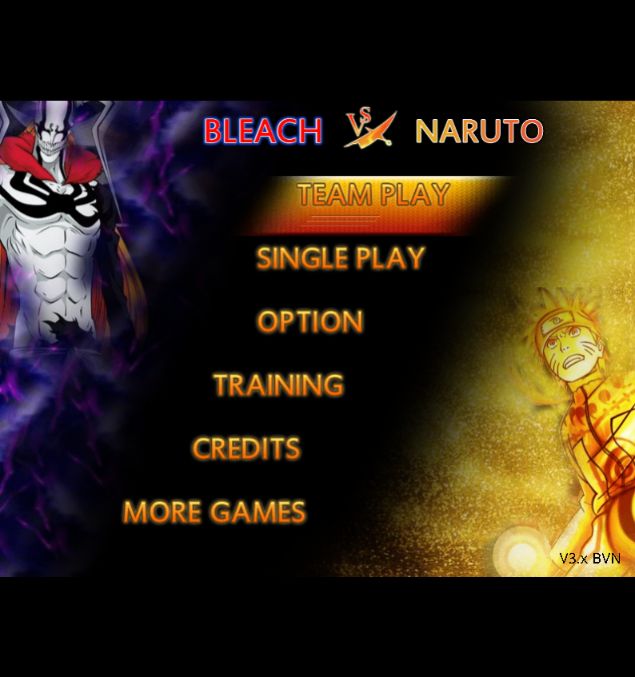 BLEACH VS NARUTO
TEAM PLAY
SINGLE PLAY
OPTION
TRAINING
CREDITS
MORE GAMES
V3.x BVN